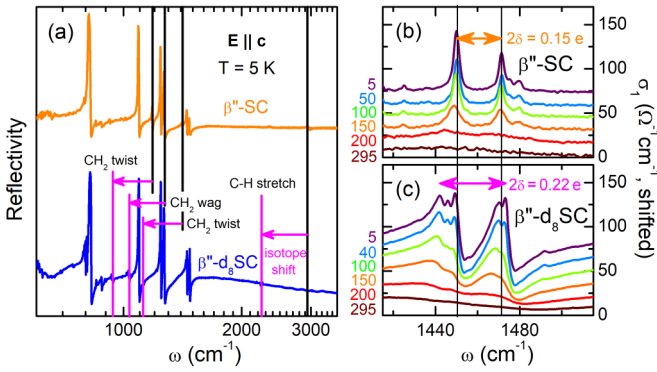 (a)
E || c
T = 5 K
β"-SC
CH₂ twist
C-H stretch
CH₂ wag
CH₂ twist
β"-d₈SC
isotope
shift
Reflectivity
1000
2000
3000
ω (cm⁻¹)
(b)
2δ = 0.15 e
β"-SC
5
50
100
150
200
295
150
100
50
0
(c)
2δ = 0.22 e
β"-d₈SC
5
40
100
150
200
295
150
100
50
0
1440
1480
ω (cm⁻¹)
σ₁ (Ω⁻¹cm⁻¹, shifted)